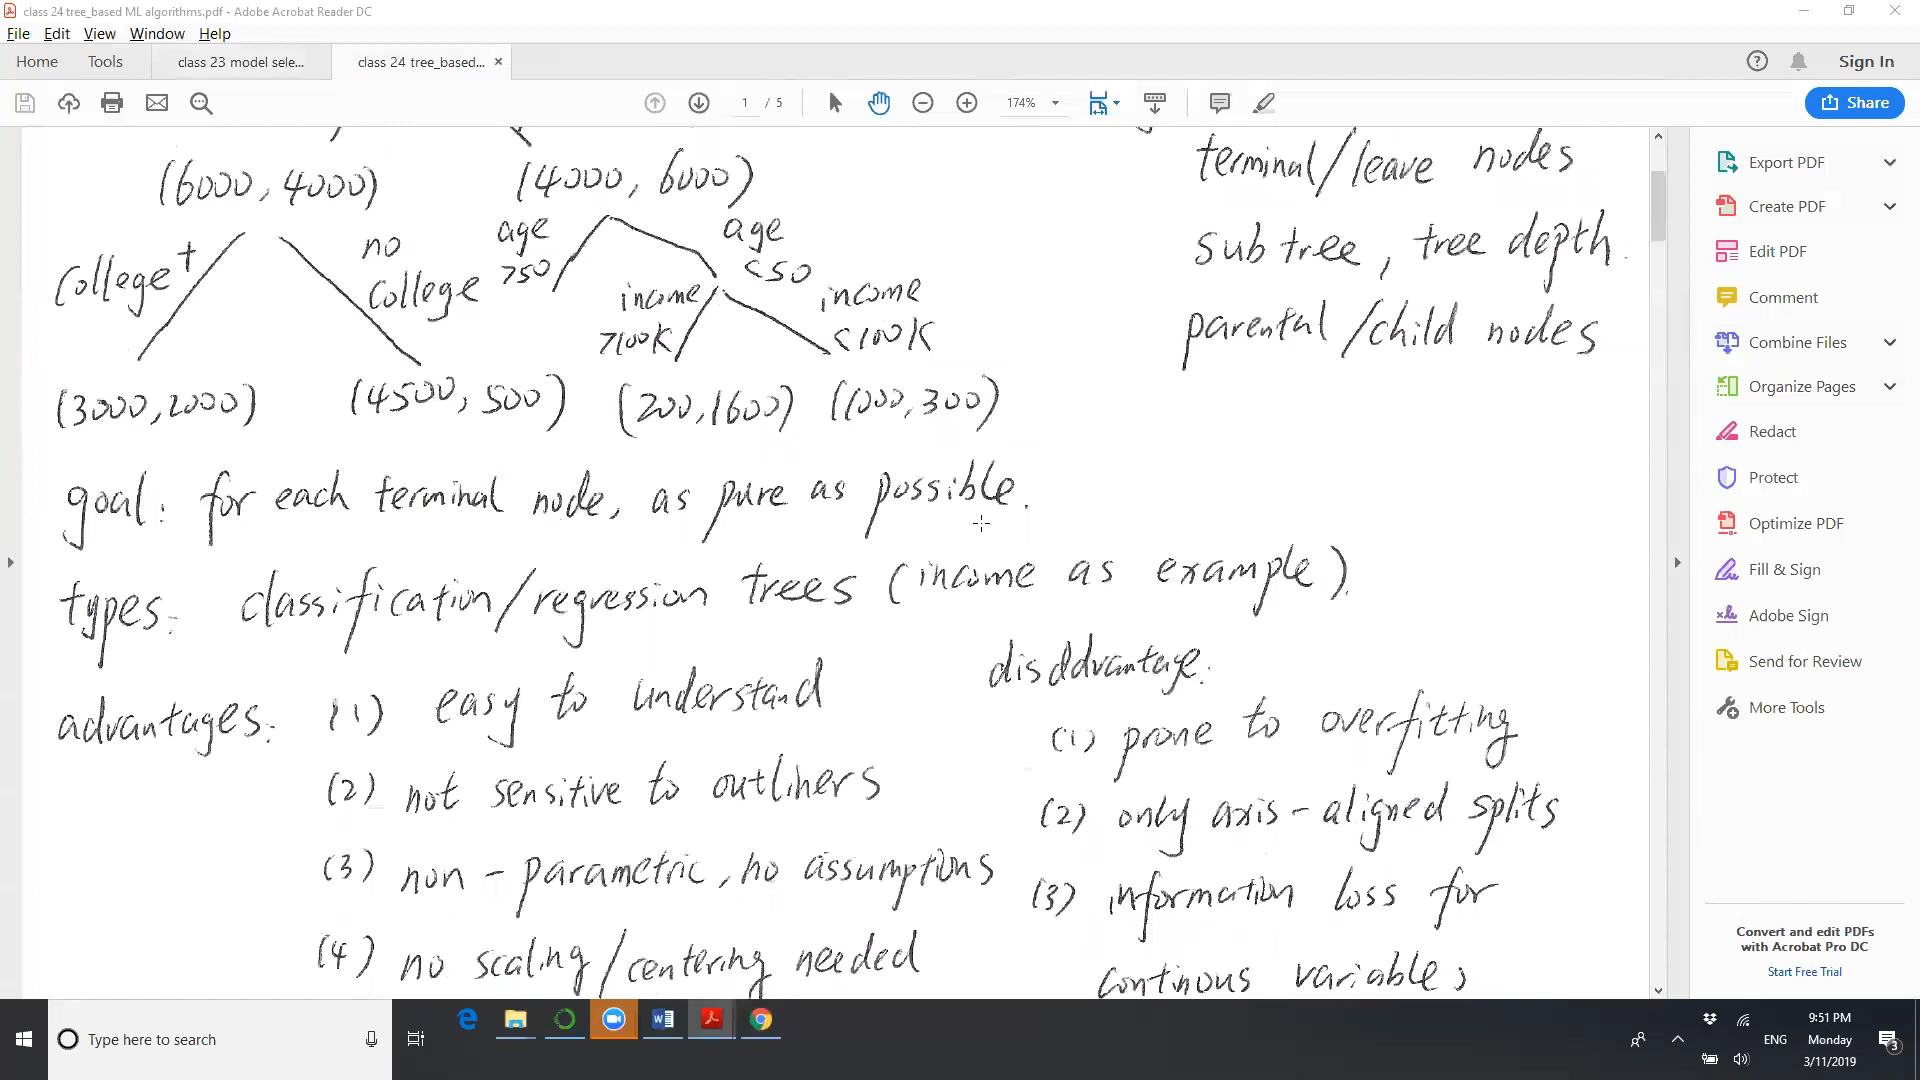 class 24 tree_based ML algorithms.pdf - Adobe Acrobat Reader DC
File Edit View Window Help
Home Tools class 23 model sele... class 24 tree_based... × Sign In
1 / 5 174% Share
(6000, 4000) (4000, 6000)
College+ no college age >50 age <50
income >100K income <100K
(3000, 2000) (4500, 500) (200, 1600) (1000, 300)
terminal/leave nodes
sub tree, tree depth
parental/child nodes
goal: for each terminal node, as pure as possible.
types: classification/regression trees (income as example).
advantages: (1) easy to understand
(2) not sensitive to outliners
(3) non-parametric, no assumptions
(4) no scaling/centering needed
disddvantage:
(1) prone to overfitting
(2) only axis-aligned splits
(3) information loss for
continous variables
Export PDF
Create PDF
Edit PDF
Comment
Combine Files
Organize Pages
Redact
Protect
Optimize PDF
Fill & Sign
Adobe Sign
Send for Review
More Tools
Convert and edit PDFs
with Acrobat Pro DC
Start Free Trial
Type here to search
ENG
9:51 PM
Monday
3/11/2019
3